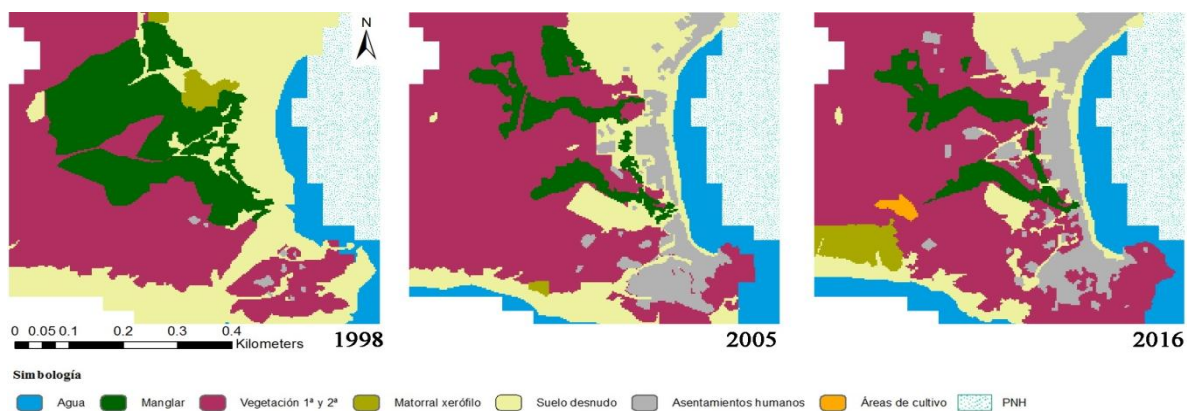 N
0 0.05 0.1 0.2 0.3 0.4
Kilometers
1998
2005
2016
Simbología
Agua Manglar Vegetación 1ª y 2ª Matorral xerófilo Suelo desnudo Asentamientos humanos Áreas de cultivo PNH